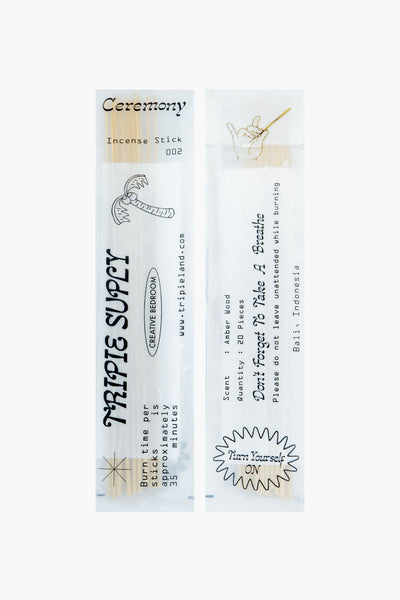 Ceremony
Incense Stick
002
TRIPIE SUPLY
CREATIVE BEDROOM
www.tripieland.com
Burn time per
sticks is
approximately
35 minutes
Scent : Amber Wood
Quantity : 20 Pieces
Don't Forget To Take A Breathe
Please do not leave unattended while burning
Bali, Indonesia
Turn Yourself
ON